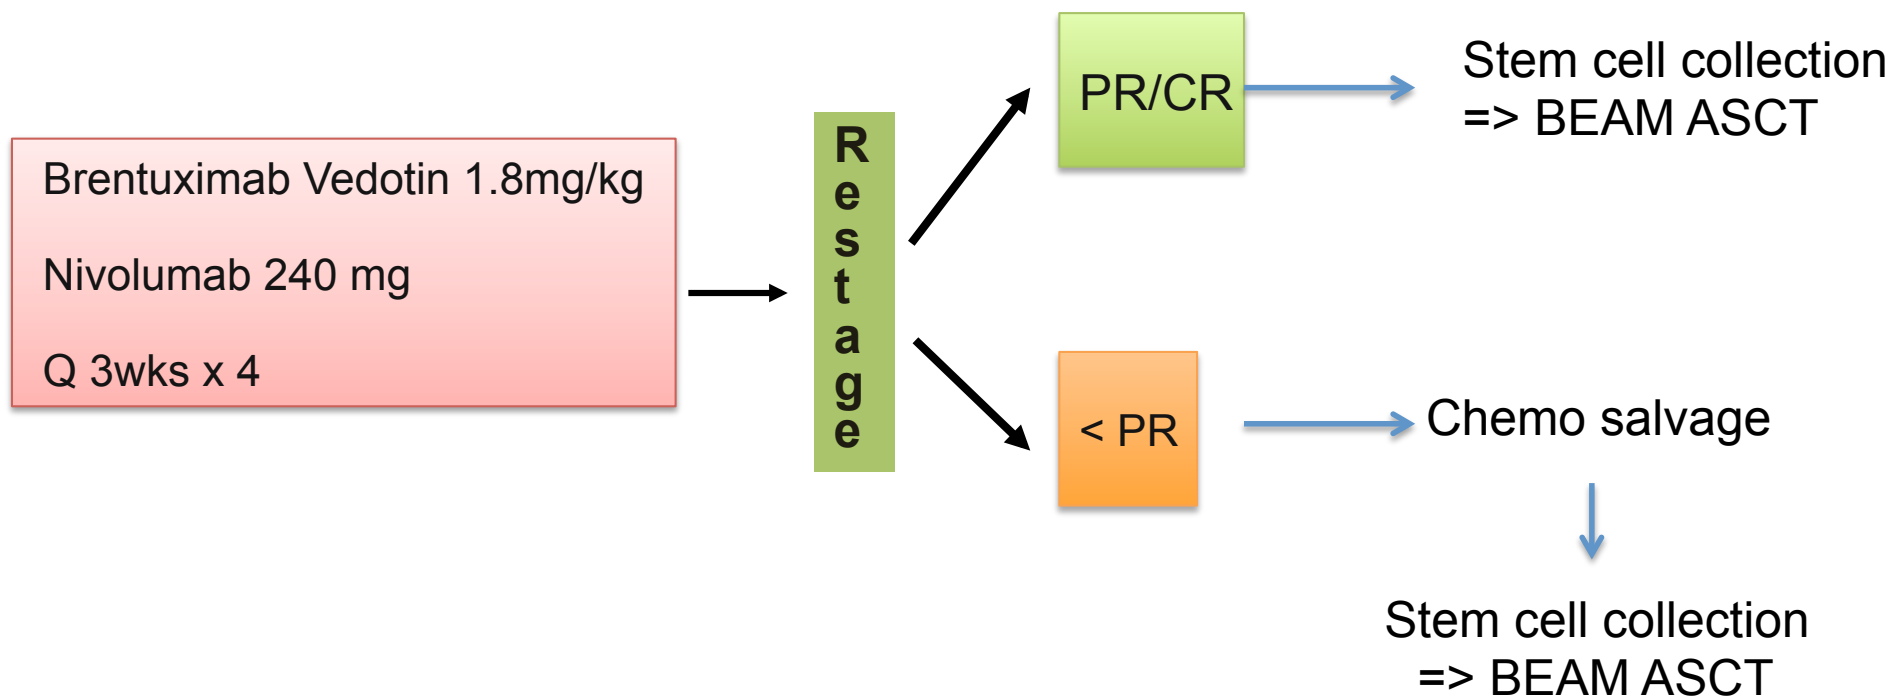 Brentuximab Vedotin 1.8mg/kg
Nivolumab 240 mg
Q 3wks x 4
Restage
PR/CR
Stem cell collection
=> BEAM ASCT
< PR
Chemo salvage
Stem cell collection
=> BEAM ASCT